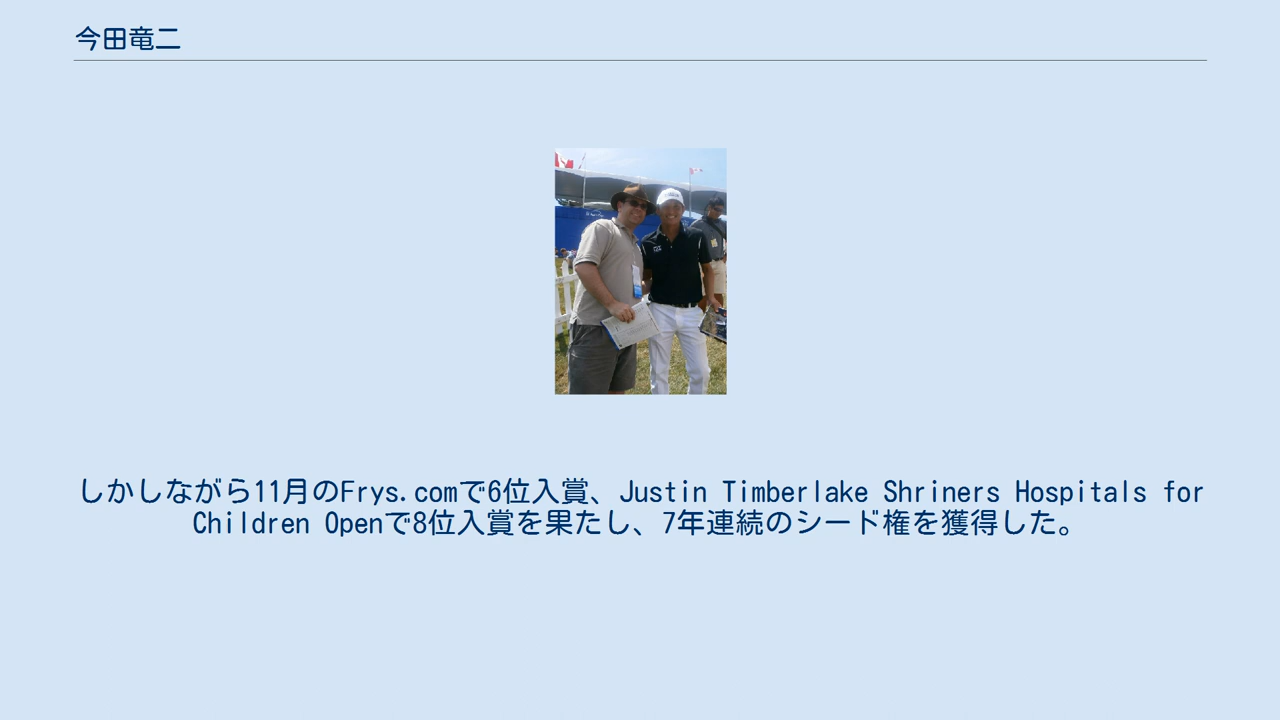 今田竜二
しかしながら11月のFrys.comで6位入賞、Justin Timberlake Shriners Hospitals for
Children Openで8位入賞を果たし、7年連続のシード権を獲得した。